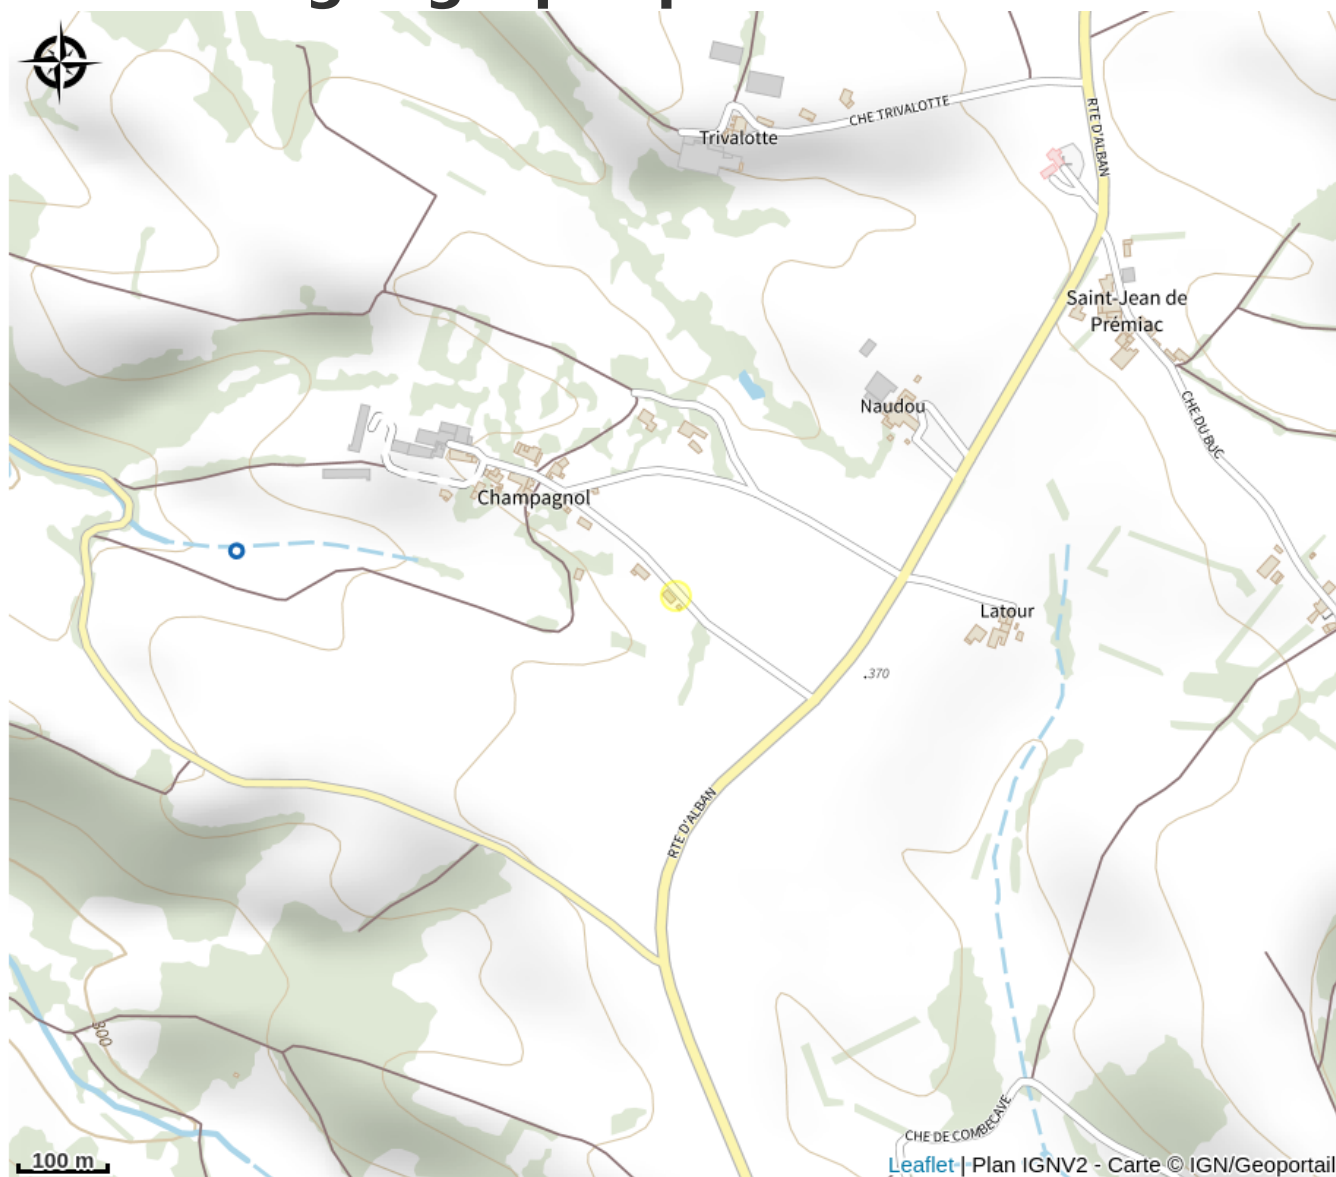 CHE TRIVALOTTE
Trivalotte
RTE D'ALBAN
Saint-Jean de
Prémiac
Naudou
CHE DU BUC
Champagnol
Latour
.370
RTE D'ALBAN
300
CHE DE COMBECAVE
100 m
Leaflet | Plan IGNV2 - Carte © IGN/Geoportail